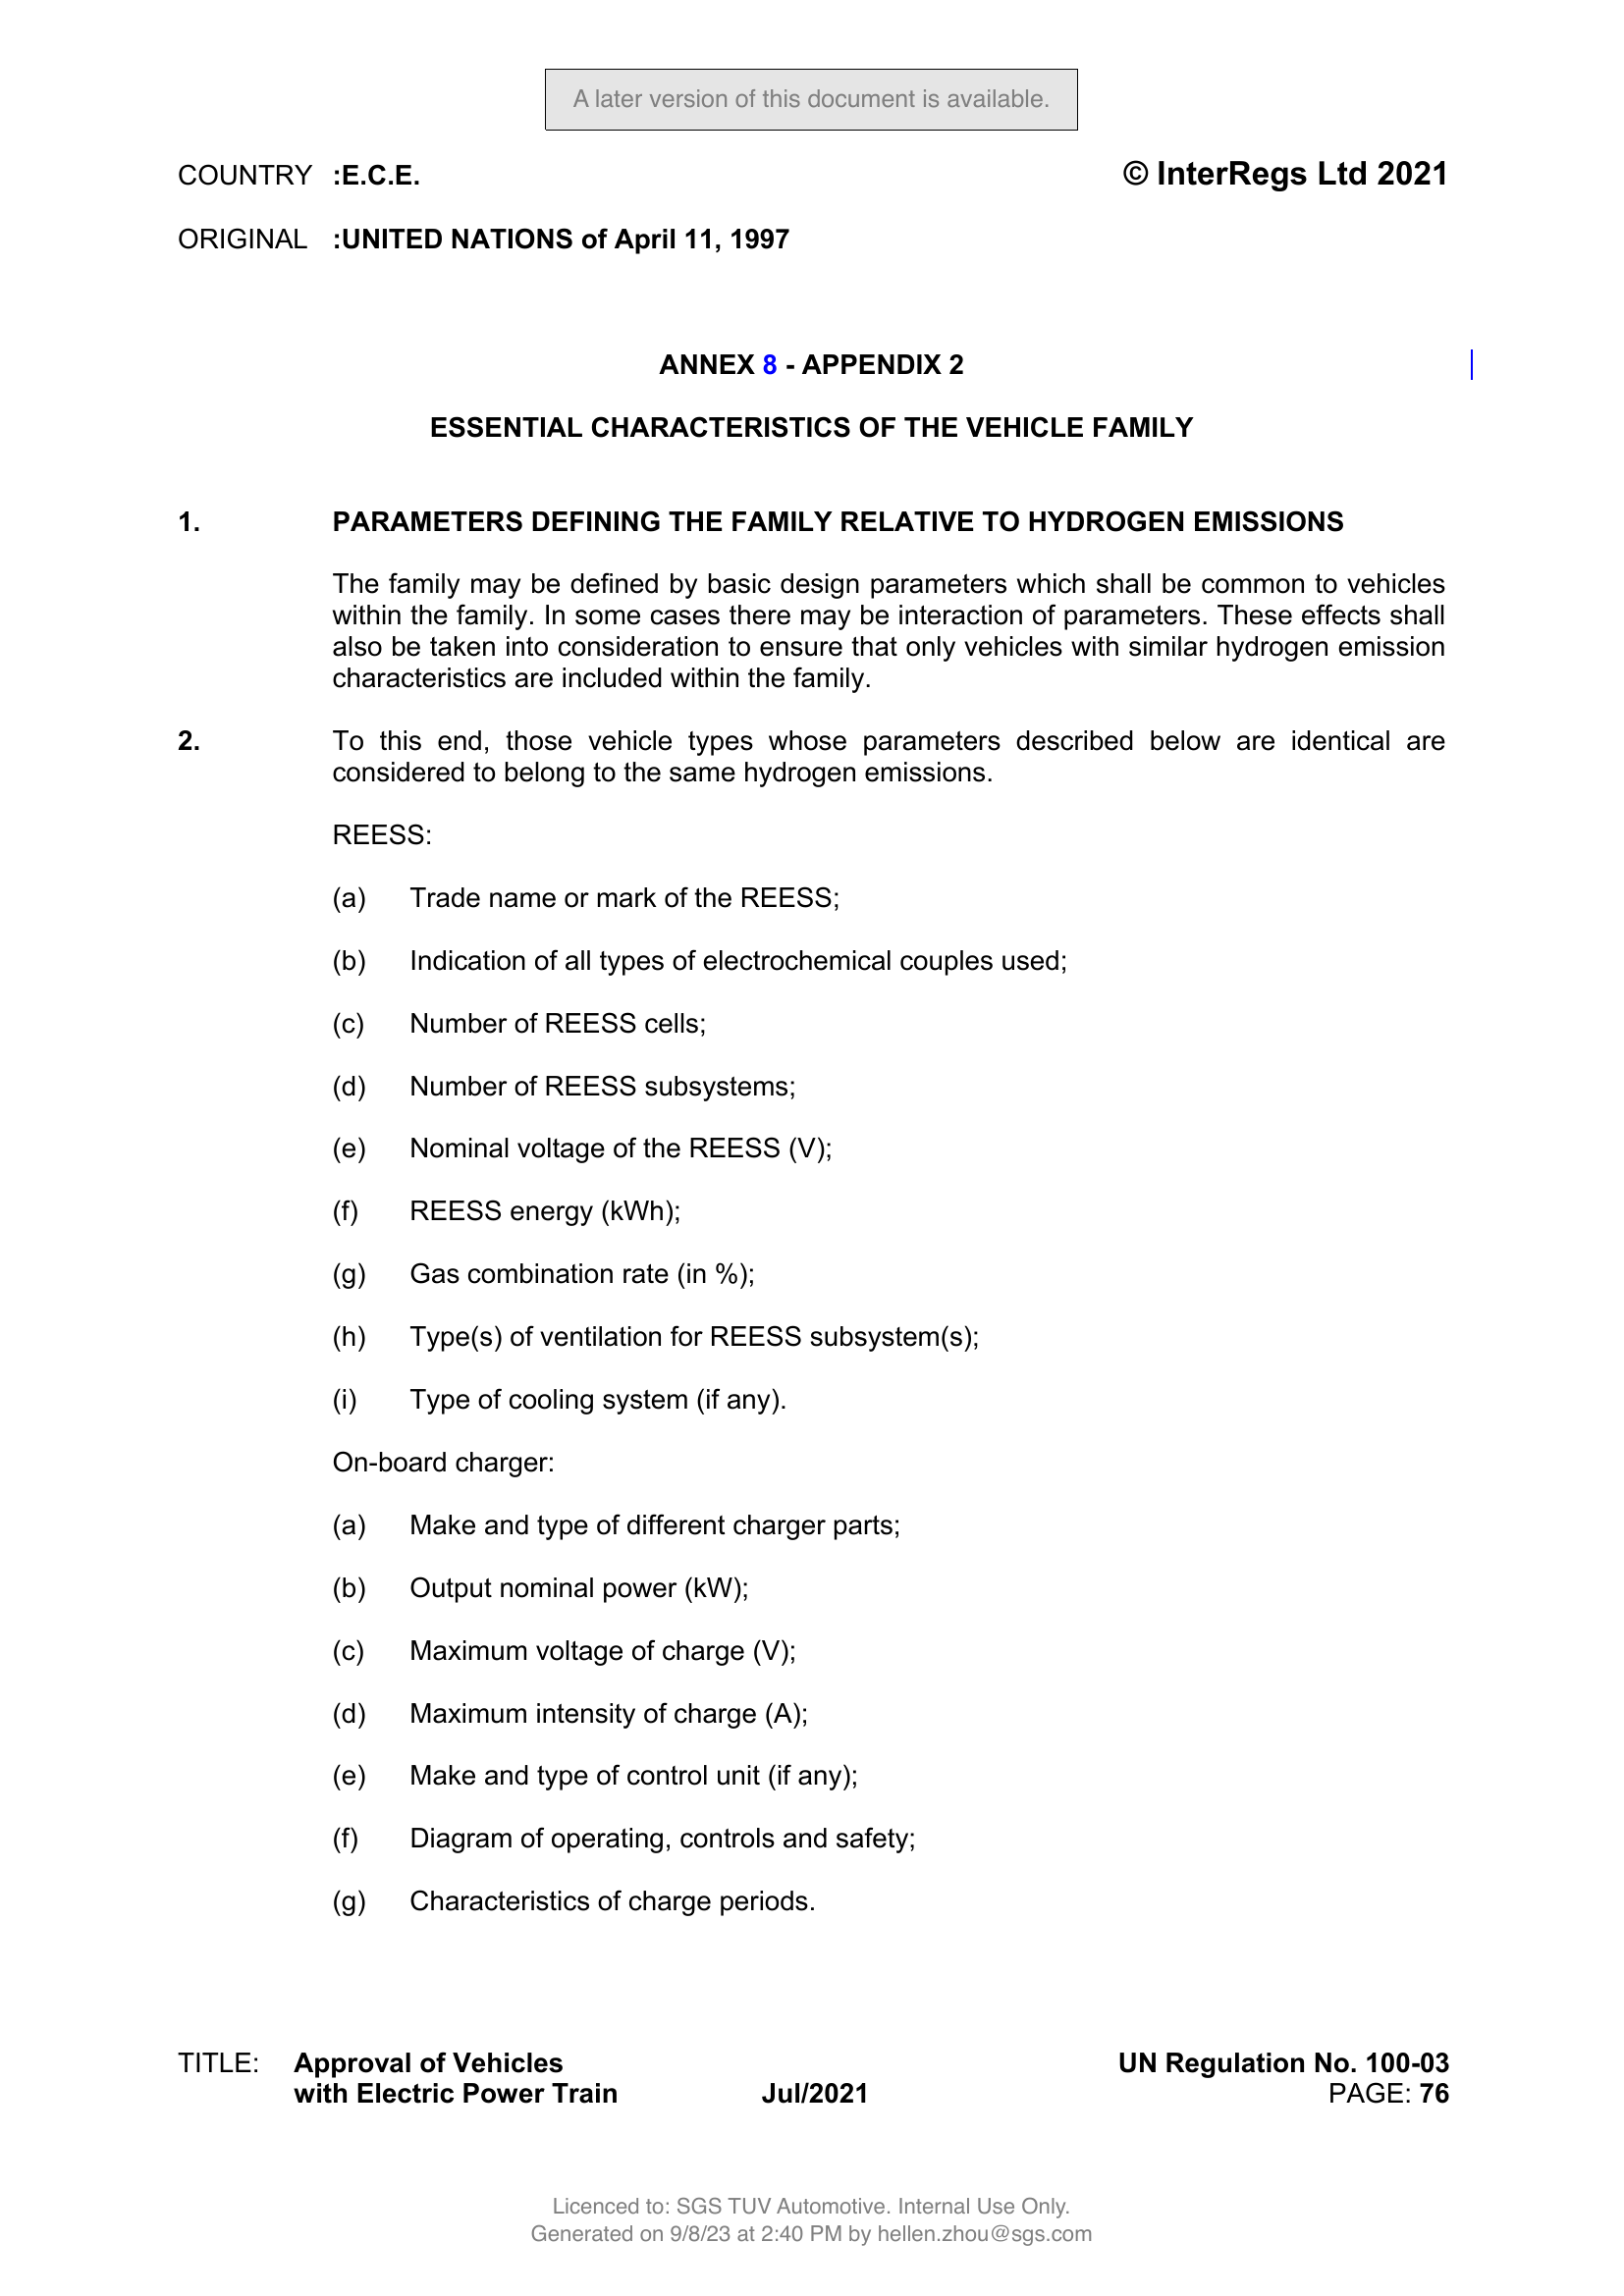 A later version of this document is available.
COUNTRY :E.C.E. © InterRegs Ltd 2021
ORIGINAL :UNITED NATIONS of April 11, 1997
ANNEX 8 - APPENDIX 2
ESSENTIAL CHARACTERISTICS OF THE VEHICLE FAMILY
1. PARAMETERS DEFINING THE FAMILY RELATIVE TO HYDROGEN EMISSIONS
The family may be defined by basic design parameters which shall be common to vehicles
within the family. In some cases there may be interaction of parameters. These effects shall
also be taken into consideration to ensure that only vehicles with similar hydrogen emission
characteristics are included within the family.
2. To this end, those vehicle types whose parameters described below are identical are
considered to belong to the same hydrogen emissions.
REESS:
(a) Trade name or mark of the REESS;
(b) Indication of all types of electrochemical couples used;
(c) Number of REESS cells;
(d) Number of REESS subsystems;
(e) Nominal voltage of the REESS (V);
(f) REESS energy (kWh);
(g) Gas combination rate (in %);
(h) Type(s) of ventilation for REESS subsystem(s);
(i) Type of cooling system (if any).
On-board charger:
(a) Make and type of different charger parts;
(b) Output nominal power (kW);
(c) Maximum voltage of charge (V);
(d) Maximum intensity of charge (A);
(e) Make and type of control unit (if any);
(f) Diagram of operating, controls and safety;
(g) Characteristics of charge periods.
TITLE: Approval of Vehicles UN Regulation No. 100-03
with Electric Power Train Jul/2021 PAGE: 76
Licenced to: SGS TUV Automotive. Internal Use Only.
Generated on 9/8/23 at 2:40 PM by hellen.zhou@sgs.com